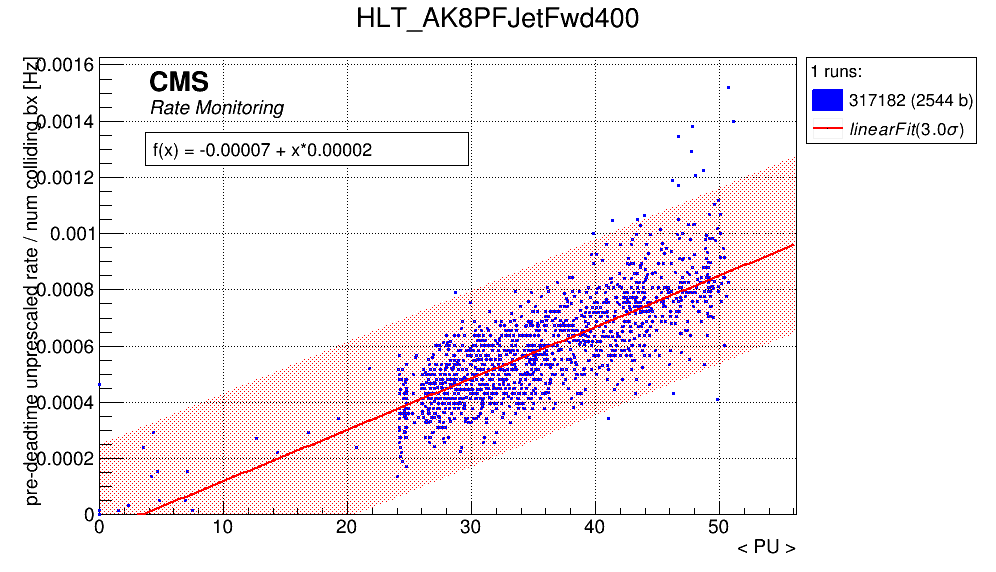 HLT_AK8PFJetFwd400
pre-deadtime unprescaled rate / num colliding bx [Hz]
0.0016
0.0014
0.0012
0.001
0.0008
0.0006
0.0004
0.0002
0
CMS
Rate Monitoring
f(x) = -0.00007 + x*0.00002
1 runs:
317182 (2544 b)
linearFit(3.0σ)
0 10 20 30 40 50
< PU >